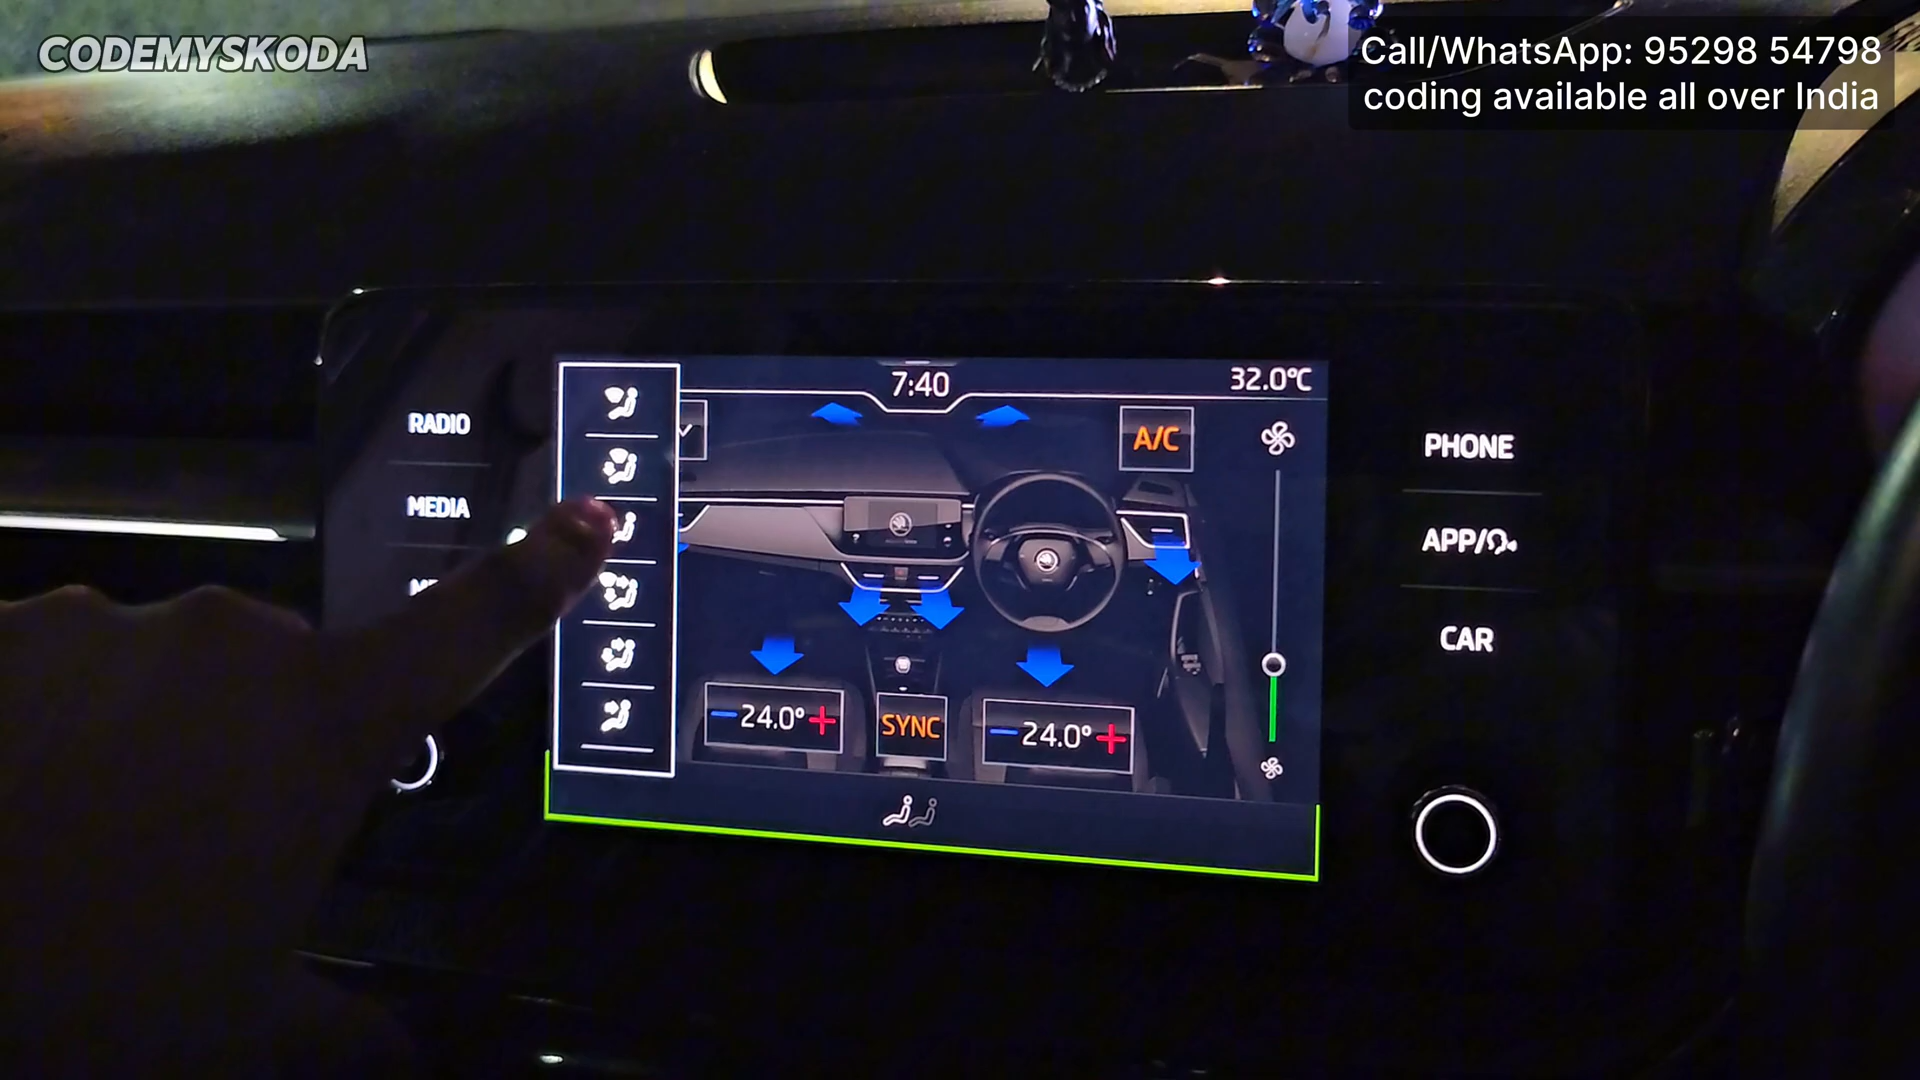 CODEMYSKODA
Call/WhatsApp: 95298 54798
coding available all over India
7:40
32.0°C
RADIO
MEDIA
A/C
PHONE
APP/
CAR
24.0°
SYNC
24.0°